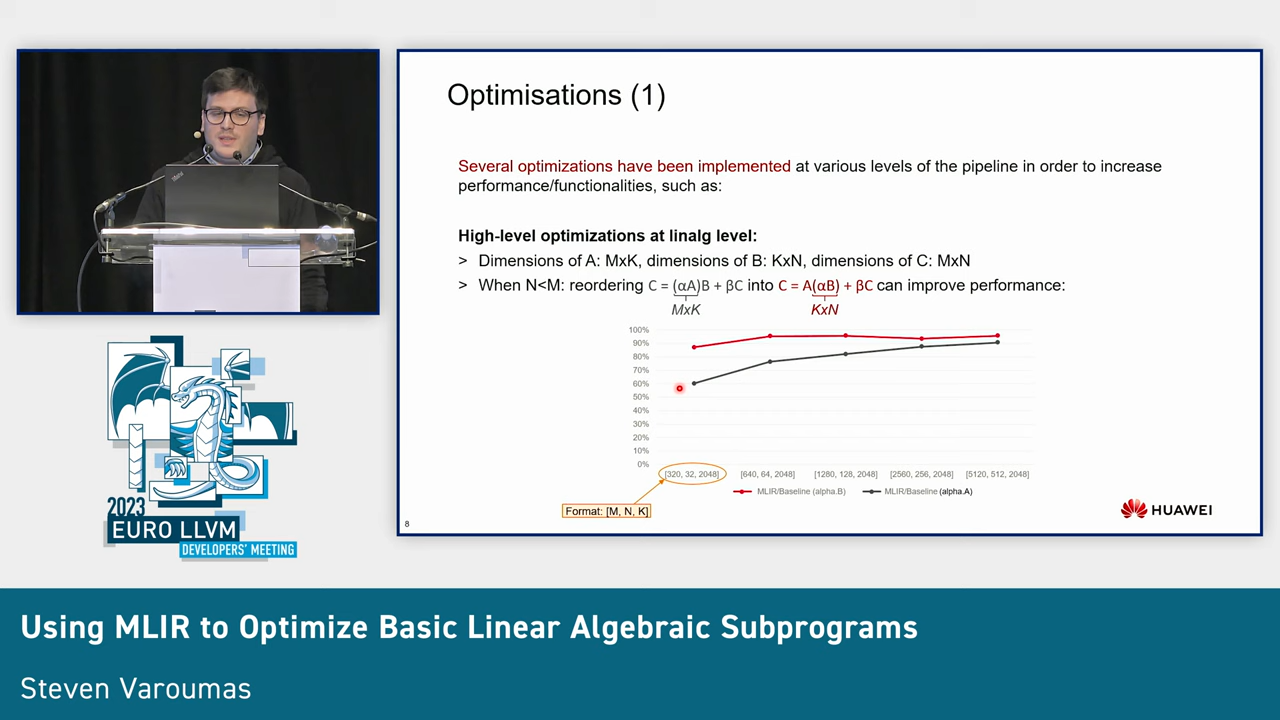 Optimisations (1)
Several optimizations have been implemented at various levels of the pipeline in order to increase
performance/functionalities, such as:
High-level optimizations at linalg level:
> Dimensions of A: MxK, dimensions of B: KxN, dimensions of C: MxN
> When N<M: reordering C = (αA)B + βC into C = A(αB) + βC can improve performance:
MxK
KxN
100%
90%
80%
70%
60%
50%
40%
30%
20%
10%
0%
[320, 32, 2048]
[640, 64, 2048]
[1280, 128, 2048]
[2560, 256, 2048]
[5120, 512, 2048]
MLIR/Baseline (alpha.B)
MLIR/Baseline (alpha.A)
Format: [M, N, K]
HUAWEI
8
2023
EURO LLVM
DEVELOPERS' MEETING
Using MLIR to Optimize Basic Linear Algebraic Subprograms
Steven Varoumas